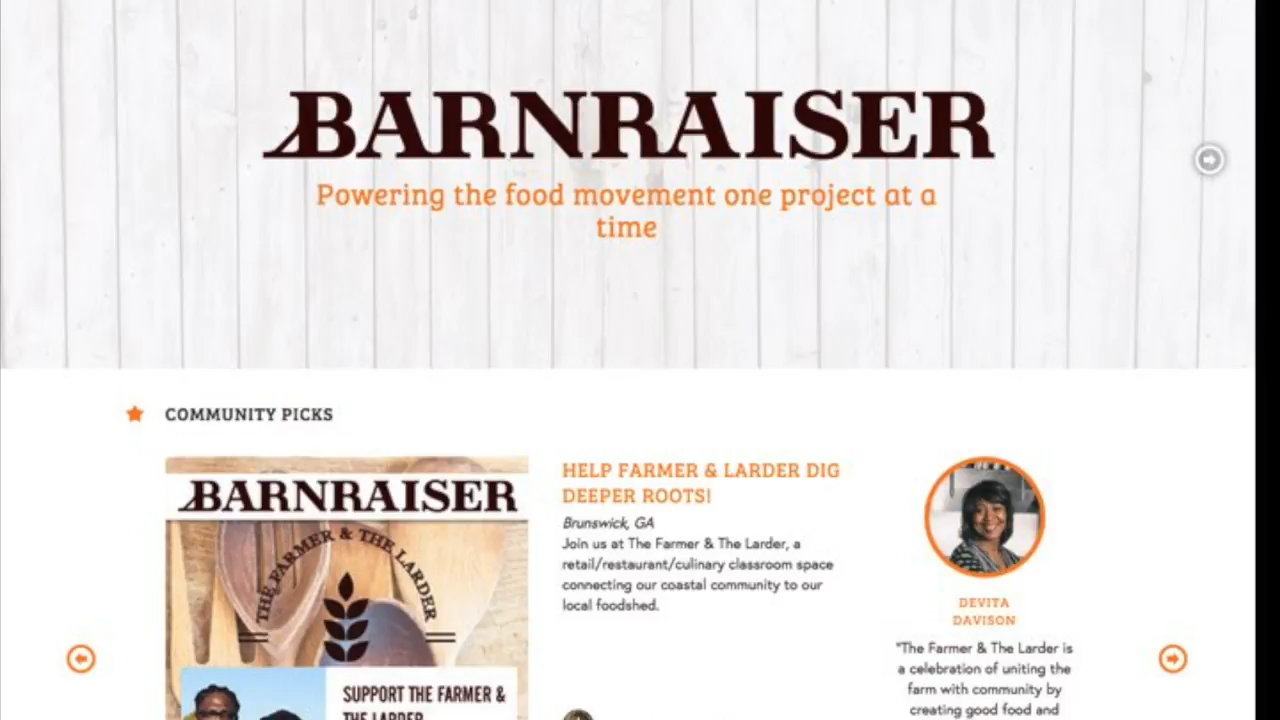 BARNRAISER
Powering the food movement one project at a
time
COMMUNITY PICKS
BARNRAISER
THE FARMER & THE LARDER
SUPPORT THE FARMER &
THE LARDER
HELP FARMER & LARDER DIG
DEEPER ROOTS!
Brunswick, GA
Join us at The Farmer & The Larder, a
retail/restaurant/culinary classroom space
connecting our coastal community to our
local foodshed.
DEVITA
DAVISON
"The Farmer & The Larder is
a celebration of uniting the
farm with community by
creating good food and